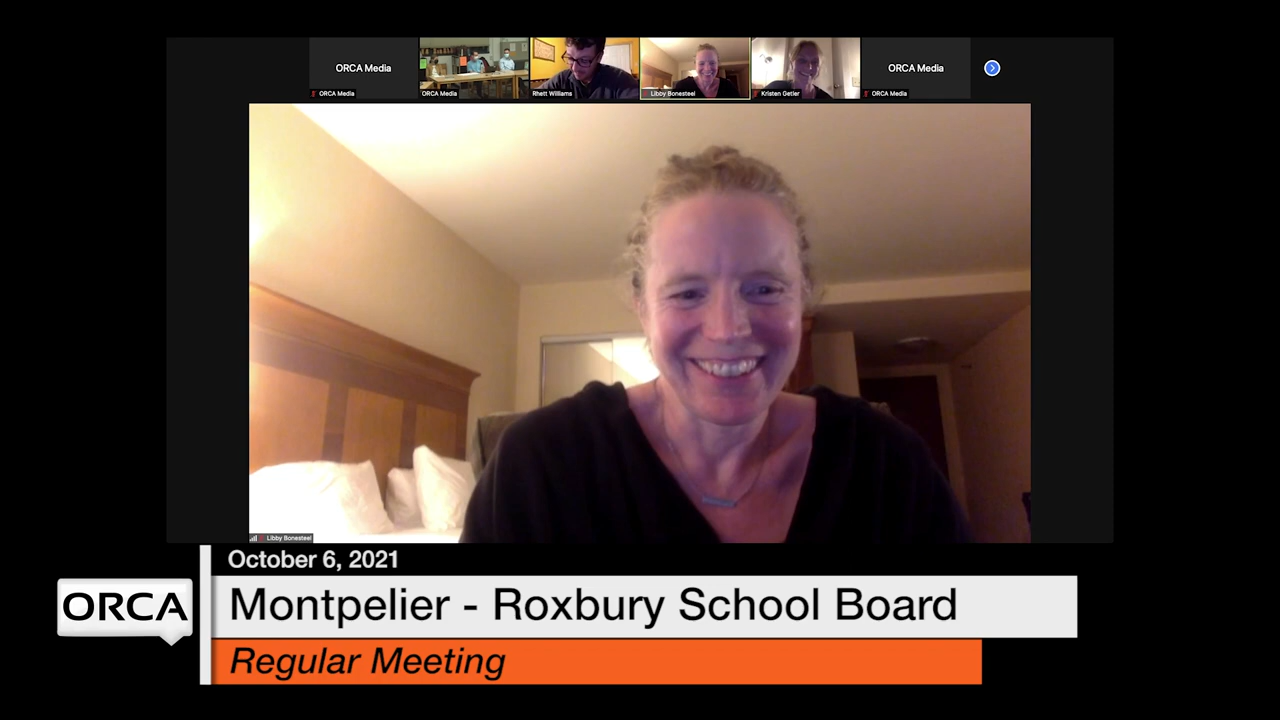 ORCA Media
ORCA Media
ORCA Media
Rhett Williams
Libby Bonesteel
Kristen Getler
ORCA Media
ORCA Media
Libby Bonesteel
October 6, 2021
ORCA
Montpelier - Roxbury School Board
Regular Meeting